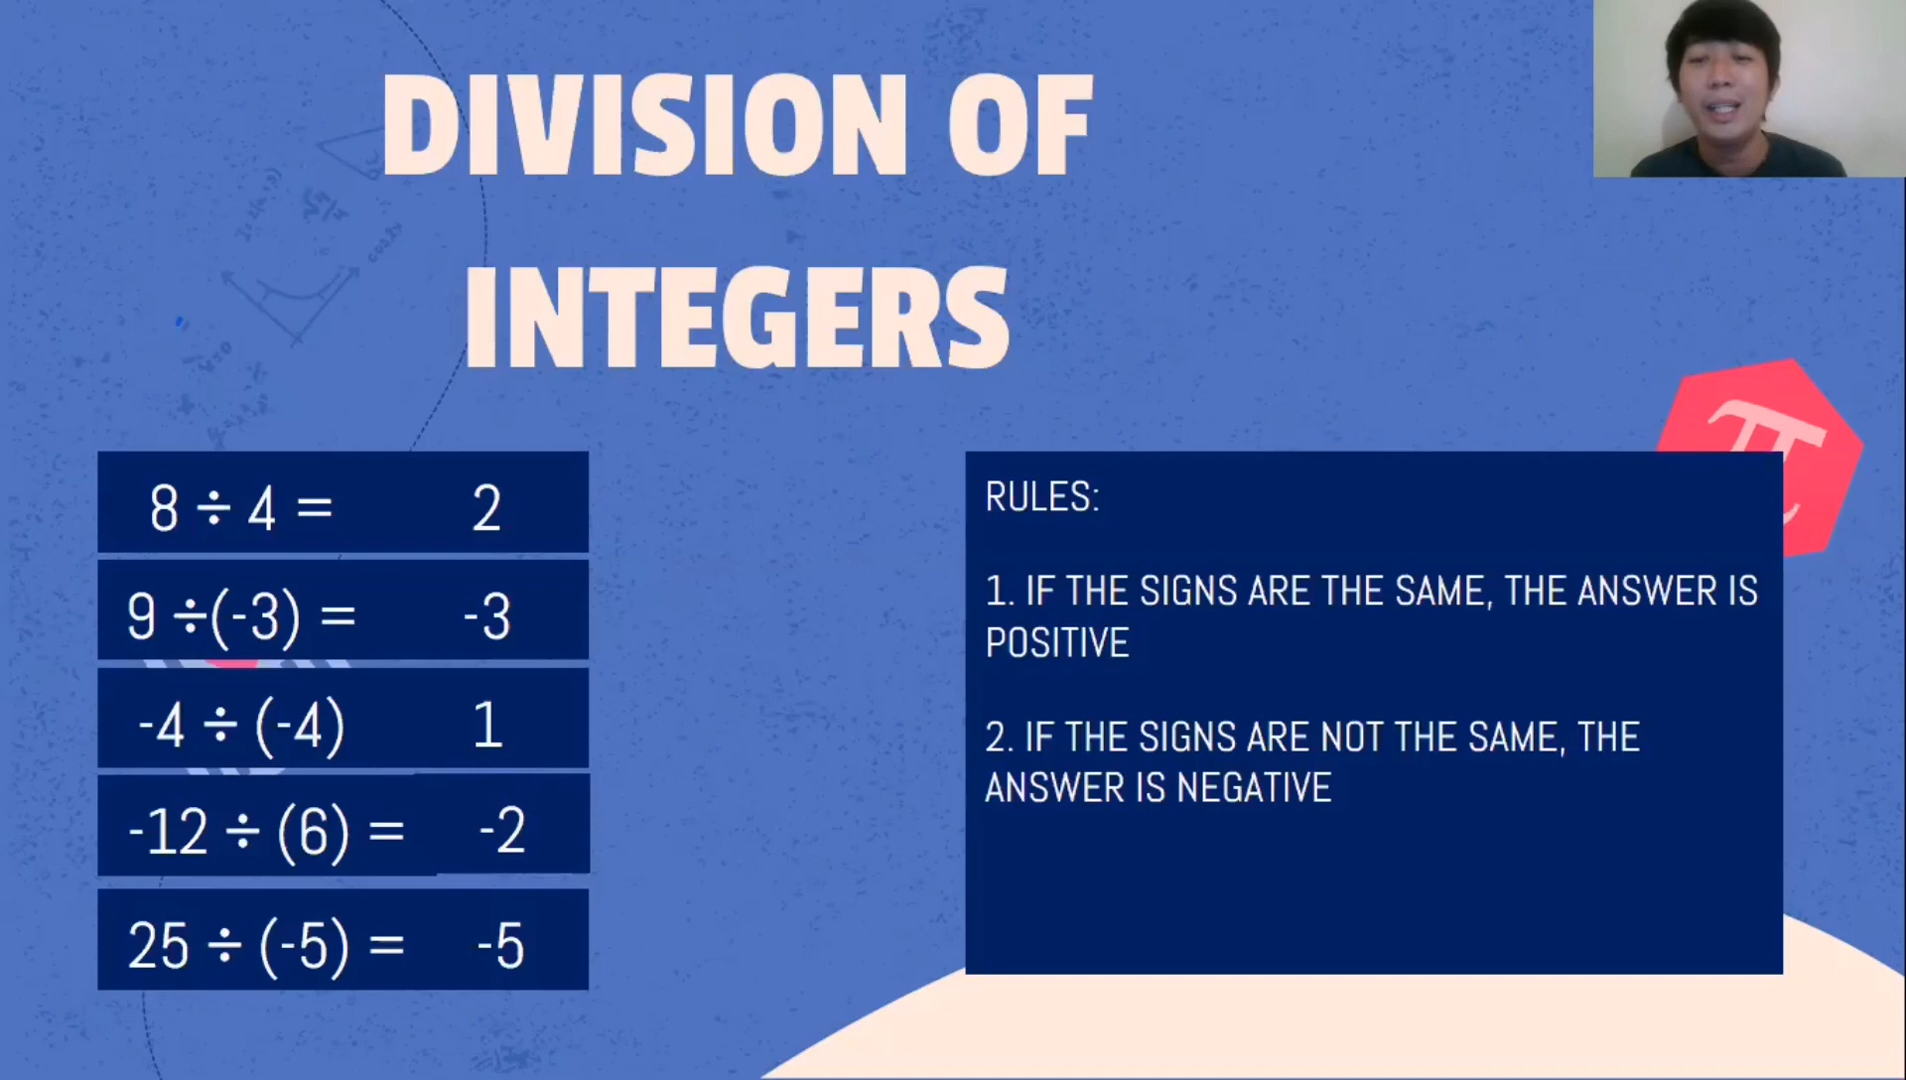 DIVISION OF
INTEGERS
8 ÷ 4 = 2
9 ÷(-3) = -3
-4 ÷ (-4) 1
-12 ÷ (6) = -2
25 ÷ (-5) = -5
RULES:
1. IF THE SIGNS ARE THE SAME, THE ANSWER IS
POSITIVE
2. IF THE SIGNS ARE NOT THE SAME, THE
ANSWER IS NEGATIVE
π